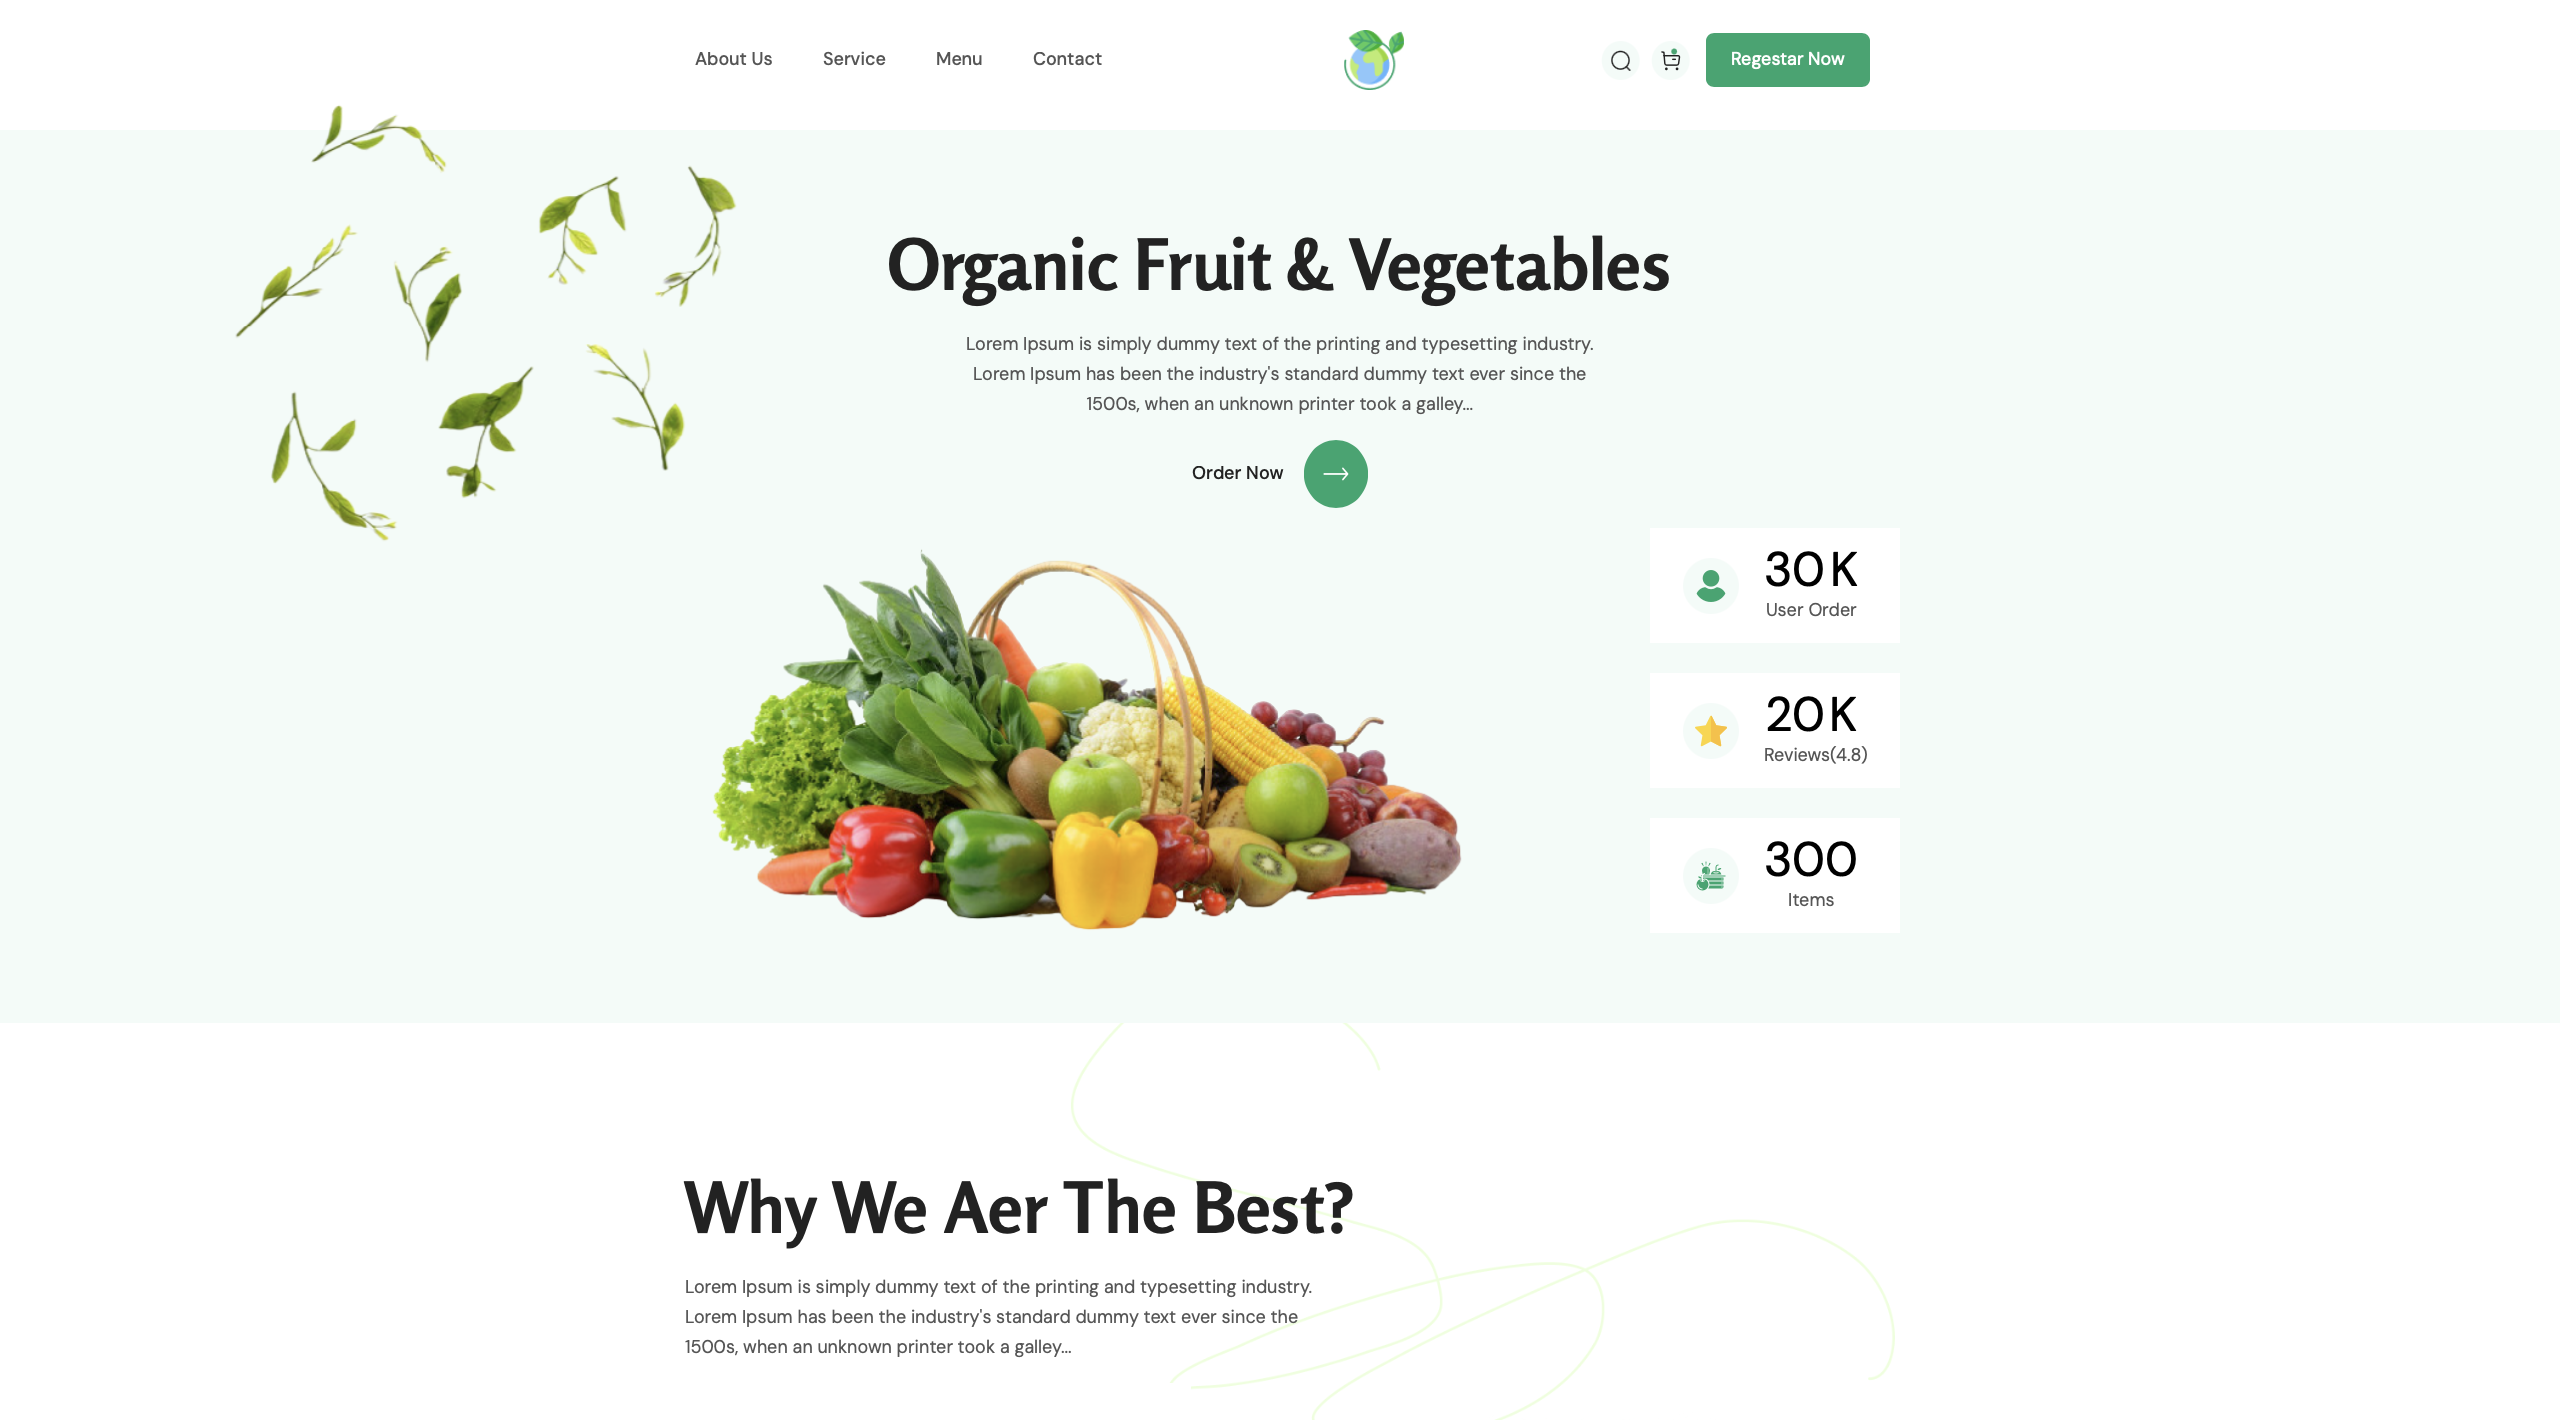 About Us
Service
Menu
Contact
Regestar Now
Organic Fruit & Vegetables
Lorem Ipsum is simply dummy text of the printing and typesetting industry.
Lorem Ipsum has been the industry's standard dummy text ever since the
1500s, when an unknown printer took a galley...
Order Now
30 K
User Order
20 K
Reviews(4.8)
300
Items
Why We Aer The Best?
Lorem Ipsum is simply dummy text of the printing and typesetting industry.
Lorem Ipsum has been the industry's standard dummy text ever since the
1500s, when an unknown printer took a galley...